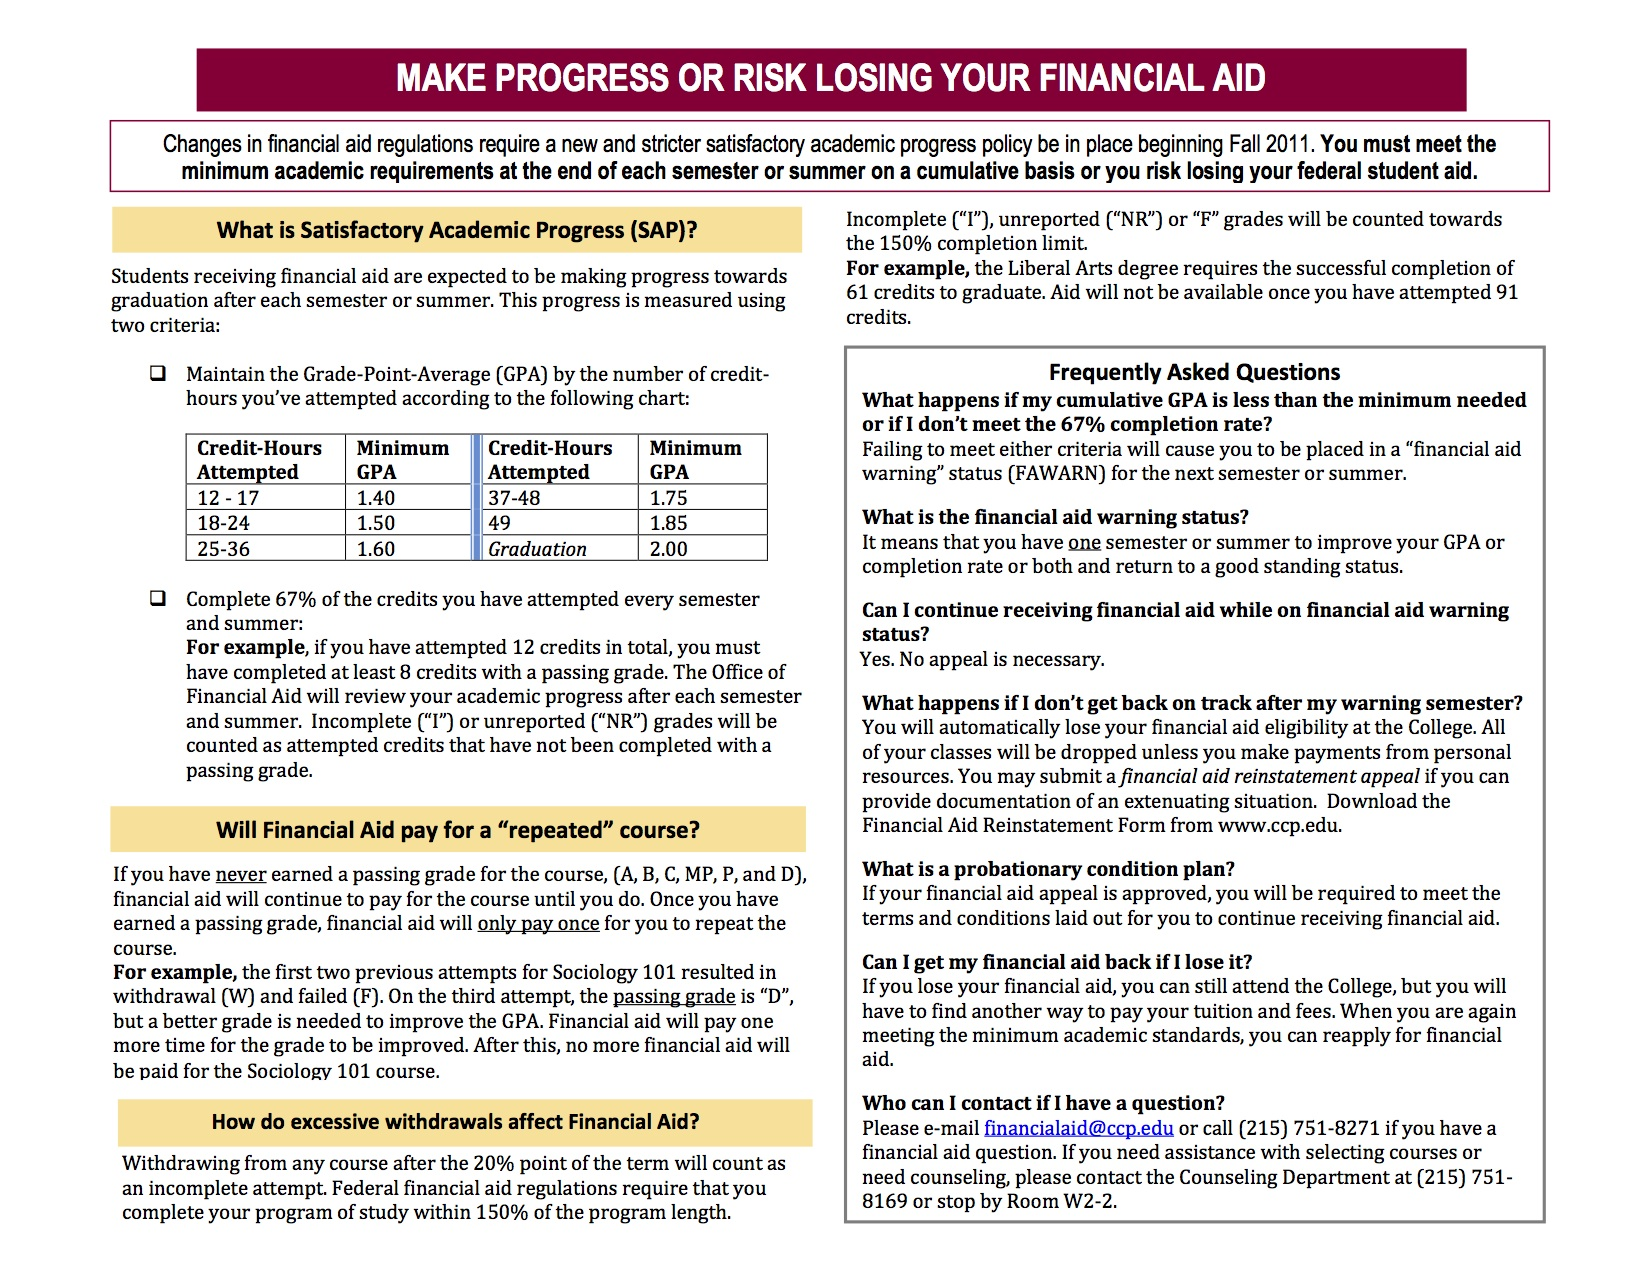 MAKE PROGRESS OR RISK LOSING YOUR FINANCIAL AID
Changes in financial aid regulations require a new and stricter satisfactory academic progress policy be in place beginning Fall 2011. You must meet the
minimum academic requirements at the end of each semester or summer on a cumulative basis or you risk losing your federal student aid.
What is Satisfactory Academic Progress (SAP)?
Students receiving financial aid are expected to be making progress towards
graduation after each semester or summer. This progress is measured using
two criteria:
❑ Maintain the Grade-Point-Average (GPA) by the number of credit-
hours you've attempted according to the following chart:
Credit-Hours Attempted Minimum GPA Credit-Hours Attempted Minimum GPA
12 - 17 1.40 37-48 1.75
18-24 1.50 49 1.85
25-36 1.60 Graduation 2.00
❑ Complete 67% of the credits you have attempted every semester
and summer:
For example, if you have attempted 12 credits in total, you must
have completed at least 8 credits with a passing grade. The Office of
Financial Aid will review your academic progress after each semester
and summer.  Incomplete ("I") or unreported ("NR") grades will be
counted as attempted credits that have not been completed with a
passing grade.
Will Financial Aid pay for a "repeated" course?
If you have never earned a passing grade for the course, (A, B, C, MP, P, and D),
financial aid will continue to pay for the course until you do. Once you have
earned a passing grade, financial aid will only pay once for you to repeat the
course.
For example, the first two previous attempts for Sociology 101 resulted in
withdrawal (W) and failed (F). On the third attempt, the passing grade is "D",
but a better grade is needed to improve the GPA. Financial aid will pay one
more time for the grade to be improved. After this, no more financial aid will
be paid for the Sociology 101 course.
How do excessive withdrawals affect Financial Aid?
Withdrawing from any course after the 20% point of the term will count as
an incomplete attempt. Federal financial aid regulations require that you
complete your program of study within 150% of the program length.
Incomplete ("I"), unreported ("NR") or "F" grades will be counted towards
the 150% completion limit.
For example, the Liberal Arts degree requires the successful completion of
61 credits to graduate. Aid will not be available once you have attempted 91
credits.
Frequently Asked Questions
What happens if my cumulative GPA is less than the minimum needed
or if I don't meet the 67% completion rate?
Failing to meet either criteria will cause you to be placed in a "financial aid
warning" status (FAWARN) for the next semester or summer.
What is the financial aid warning status?
It means that you have one semester or summer to improve your GPA or
completion rate or both and return to a good standing status.
Can I continue receiving financial aid while on financial aid warning
status?
Yes. No appeal is necessary.
What happens if I don't get back on track after my warning semester?
You will automatically lose your financial aid eligibility at the College. All
of your classes will be dropped unless you make payments from personal
resources. You may submit a financial aid reinstatement appeal if you can
provide documentation of an extenuating situation.  Download the
Financial Aid Reinstatement Form from www.ccp.edu.
What is a probationary condition plan?
If your financial aid appeal is approved, you will be required to meet the
terms and conditions laid out for you to continue receiving financial aid.
Can I get my financial aid back if I lose it?
If you lose your financial aid, you can still attend the College, but you will
have to find another way to pay your tuition and fees. When you are again
meeting the minimum academic standards, you can reapply for financial
aid.
Who can I contact if I have a question?
Please e-mail financialaid@ccp.edu or call (215) 751-8271 if you have a
financial aid question. If you need assistance with selecting courses or
need counseling, please contact the Counseling Department at (215) 751-
8169 or stop by Room W2-2.